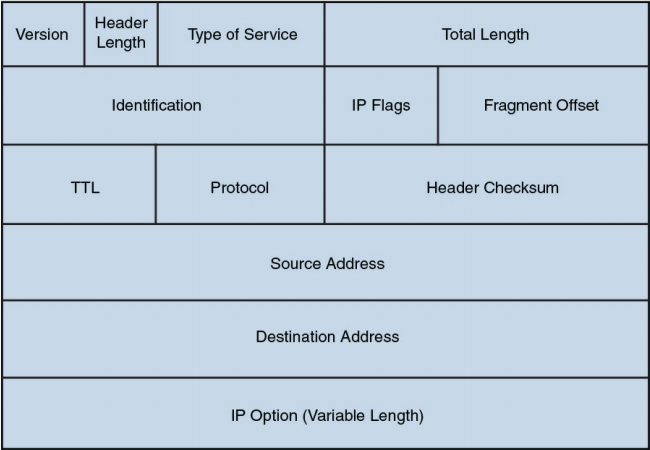 Version
Header
Length
Type of Service
Total Length
Identification
IP Flags
Fragment Offset
TTL
Protocol
Header Checksum
Source Address
Destination Address
IP Option (Variable Length)